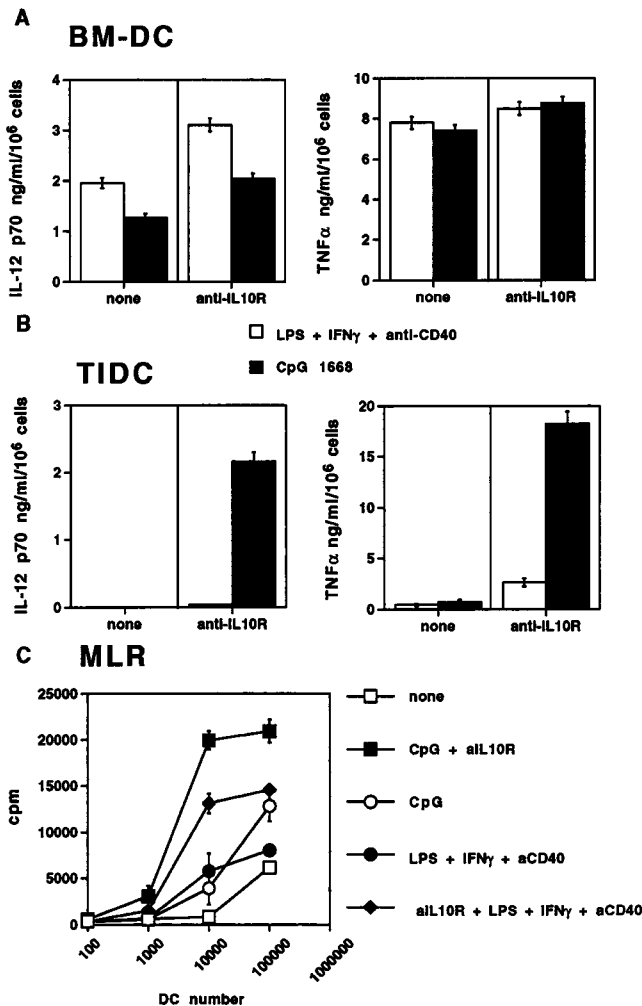 A
BM-DC
IL-12 p70 ng/ml/10⁶ cells
4
3
2
1
0
none
anti-IL10R
TNFα ng/ml/10⁶ cells
10
8
6
4
2
0
none
anti-IL10R
B
LPS + IFNγ + anti-CD40
CpG 1668
TIDC
IL-12 p70 ng/ml/10⁶ cells
3
2
1
0
none
anti-IL10R
TNFα ng/ml/10⁶ cells
20
15
10
5
0
none
anti-IL10R
C
MLR
cpm
25000
20000
15000
10000
5000
0
100
1000
10000
100000
1000000
DC number
none
CpG + aIL10R
CpG
LPS + IFNγ + aCD40
aIL10R + LPS + IFNγ + aCD40